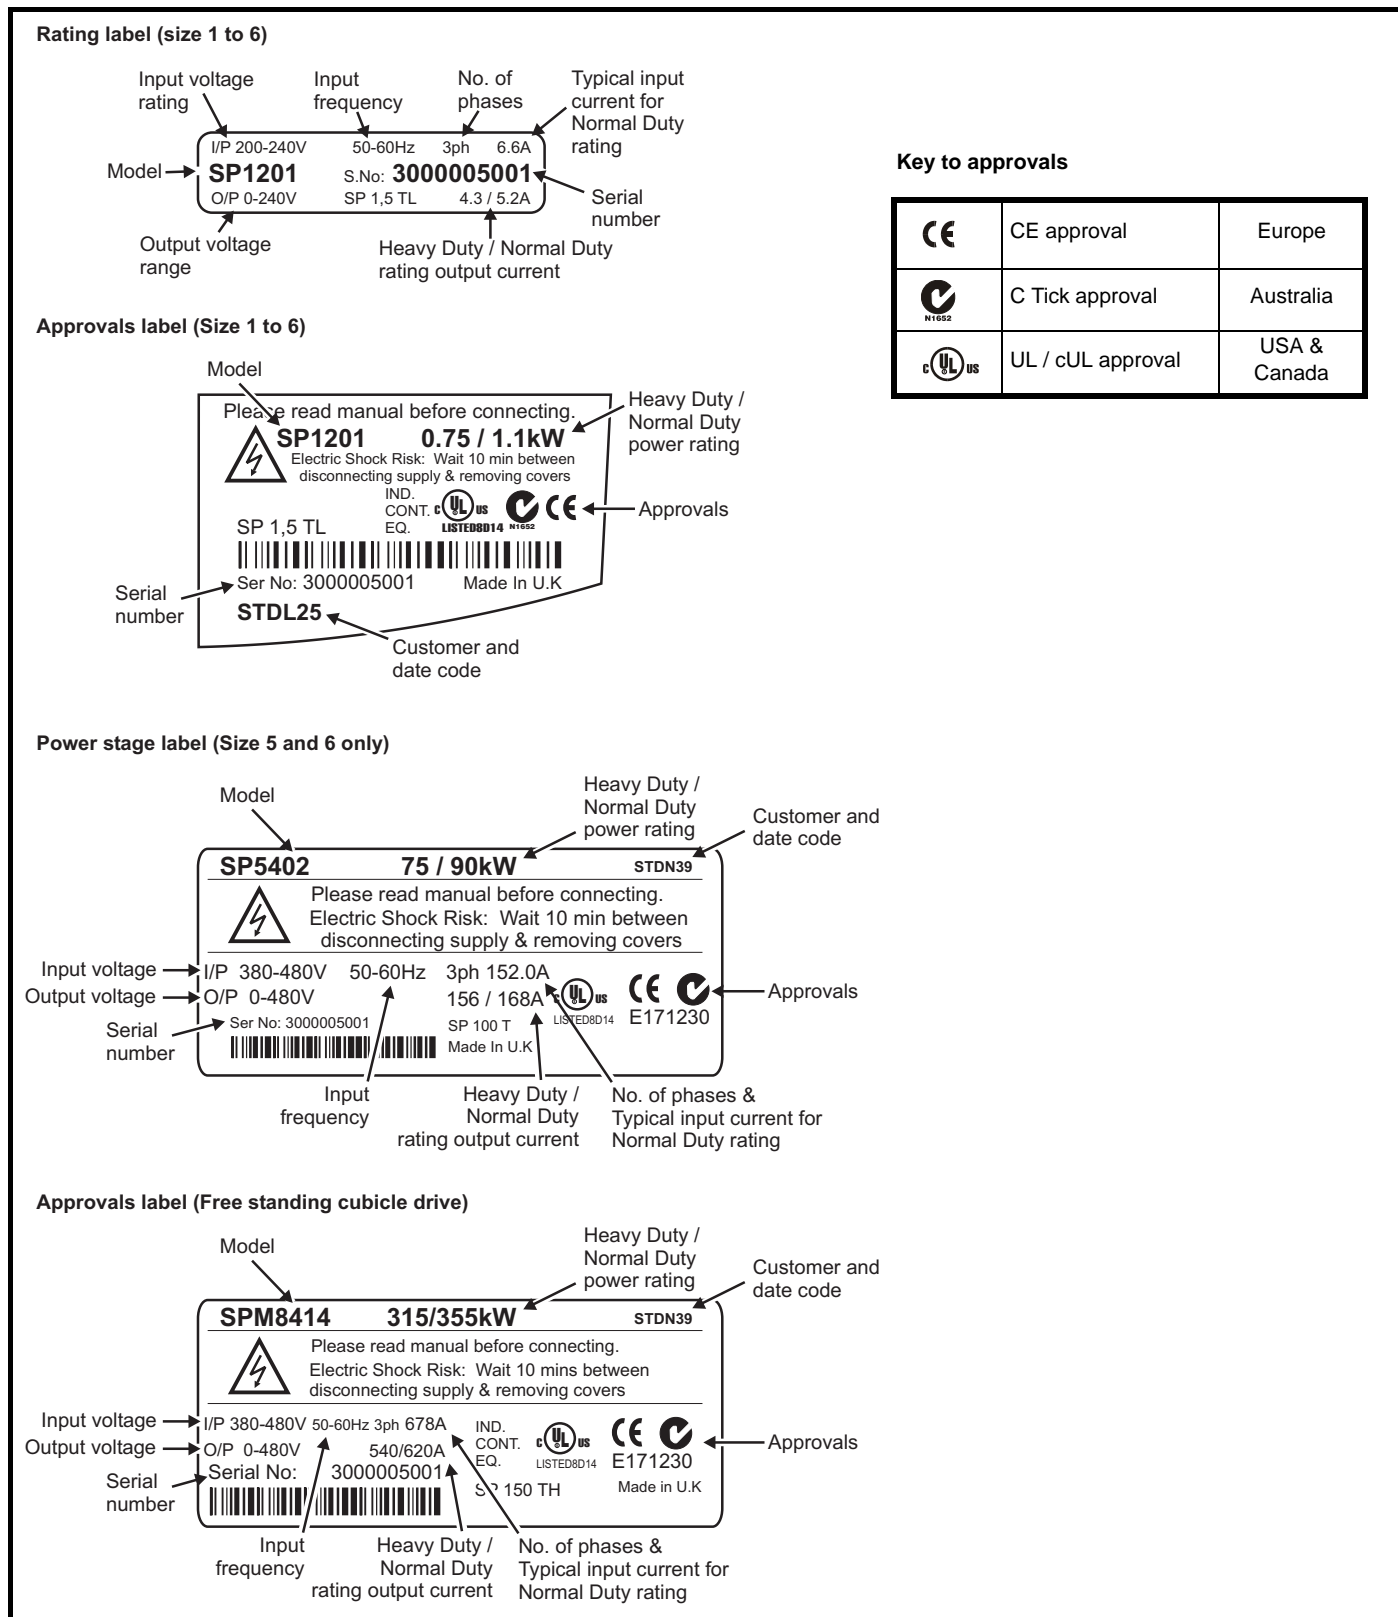 Rating label (size 1 to 6)
Input voltage
rating
Input
frequency
No. of
phases
Typical input
current for
Normal Duty
rating
I/P 200-240V 50-60Hz 3ph 6.6A
Model
SP1201 S.No: 3000005001
O/P 0-240V SP 1,5 TL 4.3 / 5.2A
Serial
number
Output voltage
range
Heavy Duty / Normal Duty
rating output current
Key to approvals
CE CE approval Europe
N1652 C Tick approval Australia
c UL us UL / cUL approval USA &
Canada
Approvals label (Size 1 to 6)
Model
Please read manual before connecting.
SP1201 0.75 / 1.1kW
Electric Shock Risk: Wait 10 min between
disconnecting supply & removing covers
Heavy Duty /
Normal Duty
power rating
IND.
CONT.
EQ.
c UL us
LISTED8D14
N1652
CE
Approvals
SP 1,5 TL
Ser No: 3000005001 Made In U.K
Serial
number
STDL25
Customer and
date code
Power stage label (Size 5 and 6 only)
Model
Heavy Duty /
Normal Duty
power rating
Customer and
date code
SP5402 75 / 90kW STDN39
Please read manual before connecting.
Electric Shock Risk: Wait 10 min between
disconnecting supply & removing covers
Input voltage
I/P 380-480V 50-60Hz 3ph 152.0A
Output voltage
O/P 0-480V 156 / 168A
c UL us
LISTED8D14
CE
E171230
Approvals
Serial
number
Ser No: 3000005001
SP 100 T
Made In U.K
Input
frequency
Heavy Duty /
Normal Duty
rating output current
No. of phases &
Typical input current for
Normal Duty rating
Approvals label (Free standing cubicle drive)
Model
Heavy Duty /
Normal Duty
power rating
Customer and
date code
SPM8414 315/355kW STDN39
Please read manual before connecting.
Electric Shock Risk: Wait 10 mins between
disconnecting supply & removing covers
Input voltage
I/P 380-480V 50-60Hz 3ph 678A
Output voltage
O/P 0-480V 540/620A
Serial
number
Serial No: 3000005001
IND.
CONT.
EQ.
c UL us
LISTED8D14
CE
E171230
Approvals
SP 150 TH
Made in U.K
Input
frequency
Heavy Duty /
Normal Duty
rating output current
No. of phases &
Typical input current for
Normal Duty rating